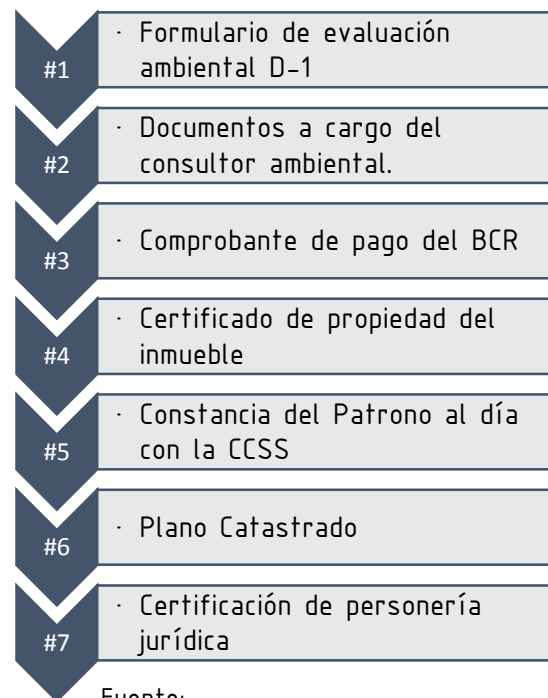 #1
· Formulario de evaluación
ambiental D-1
#2
· Documentos a cargo del
consultor ambiental.
#3
· Comprobante de pago del BCR
#4
· Certificado de propiedad del
inmueble
#5
· Constancia del Patrono al día
con la CCSS
#6
· Plano Catastrado
#7
· Certificación de personería
jurídica
Fuente: